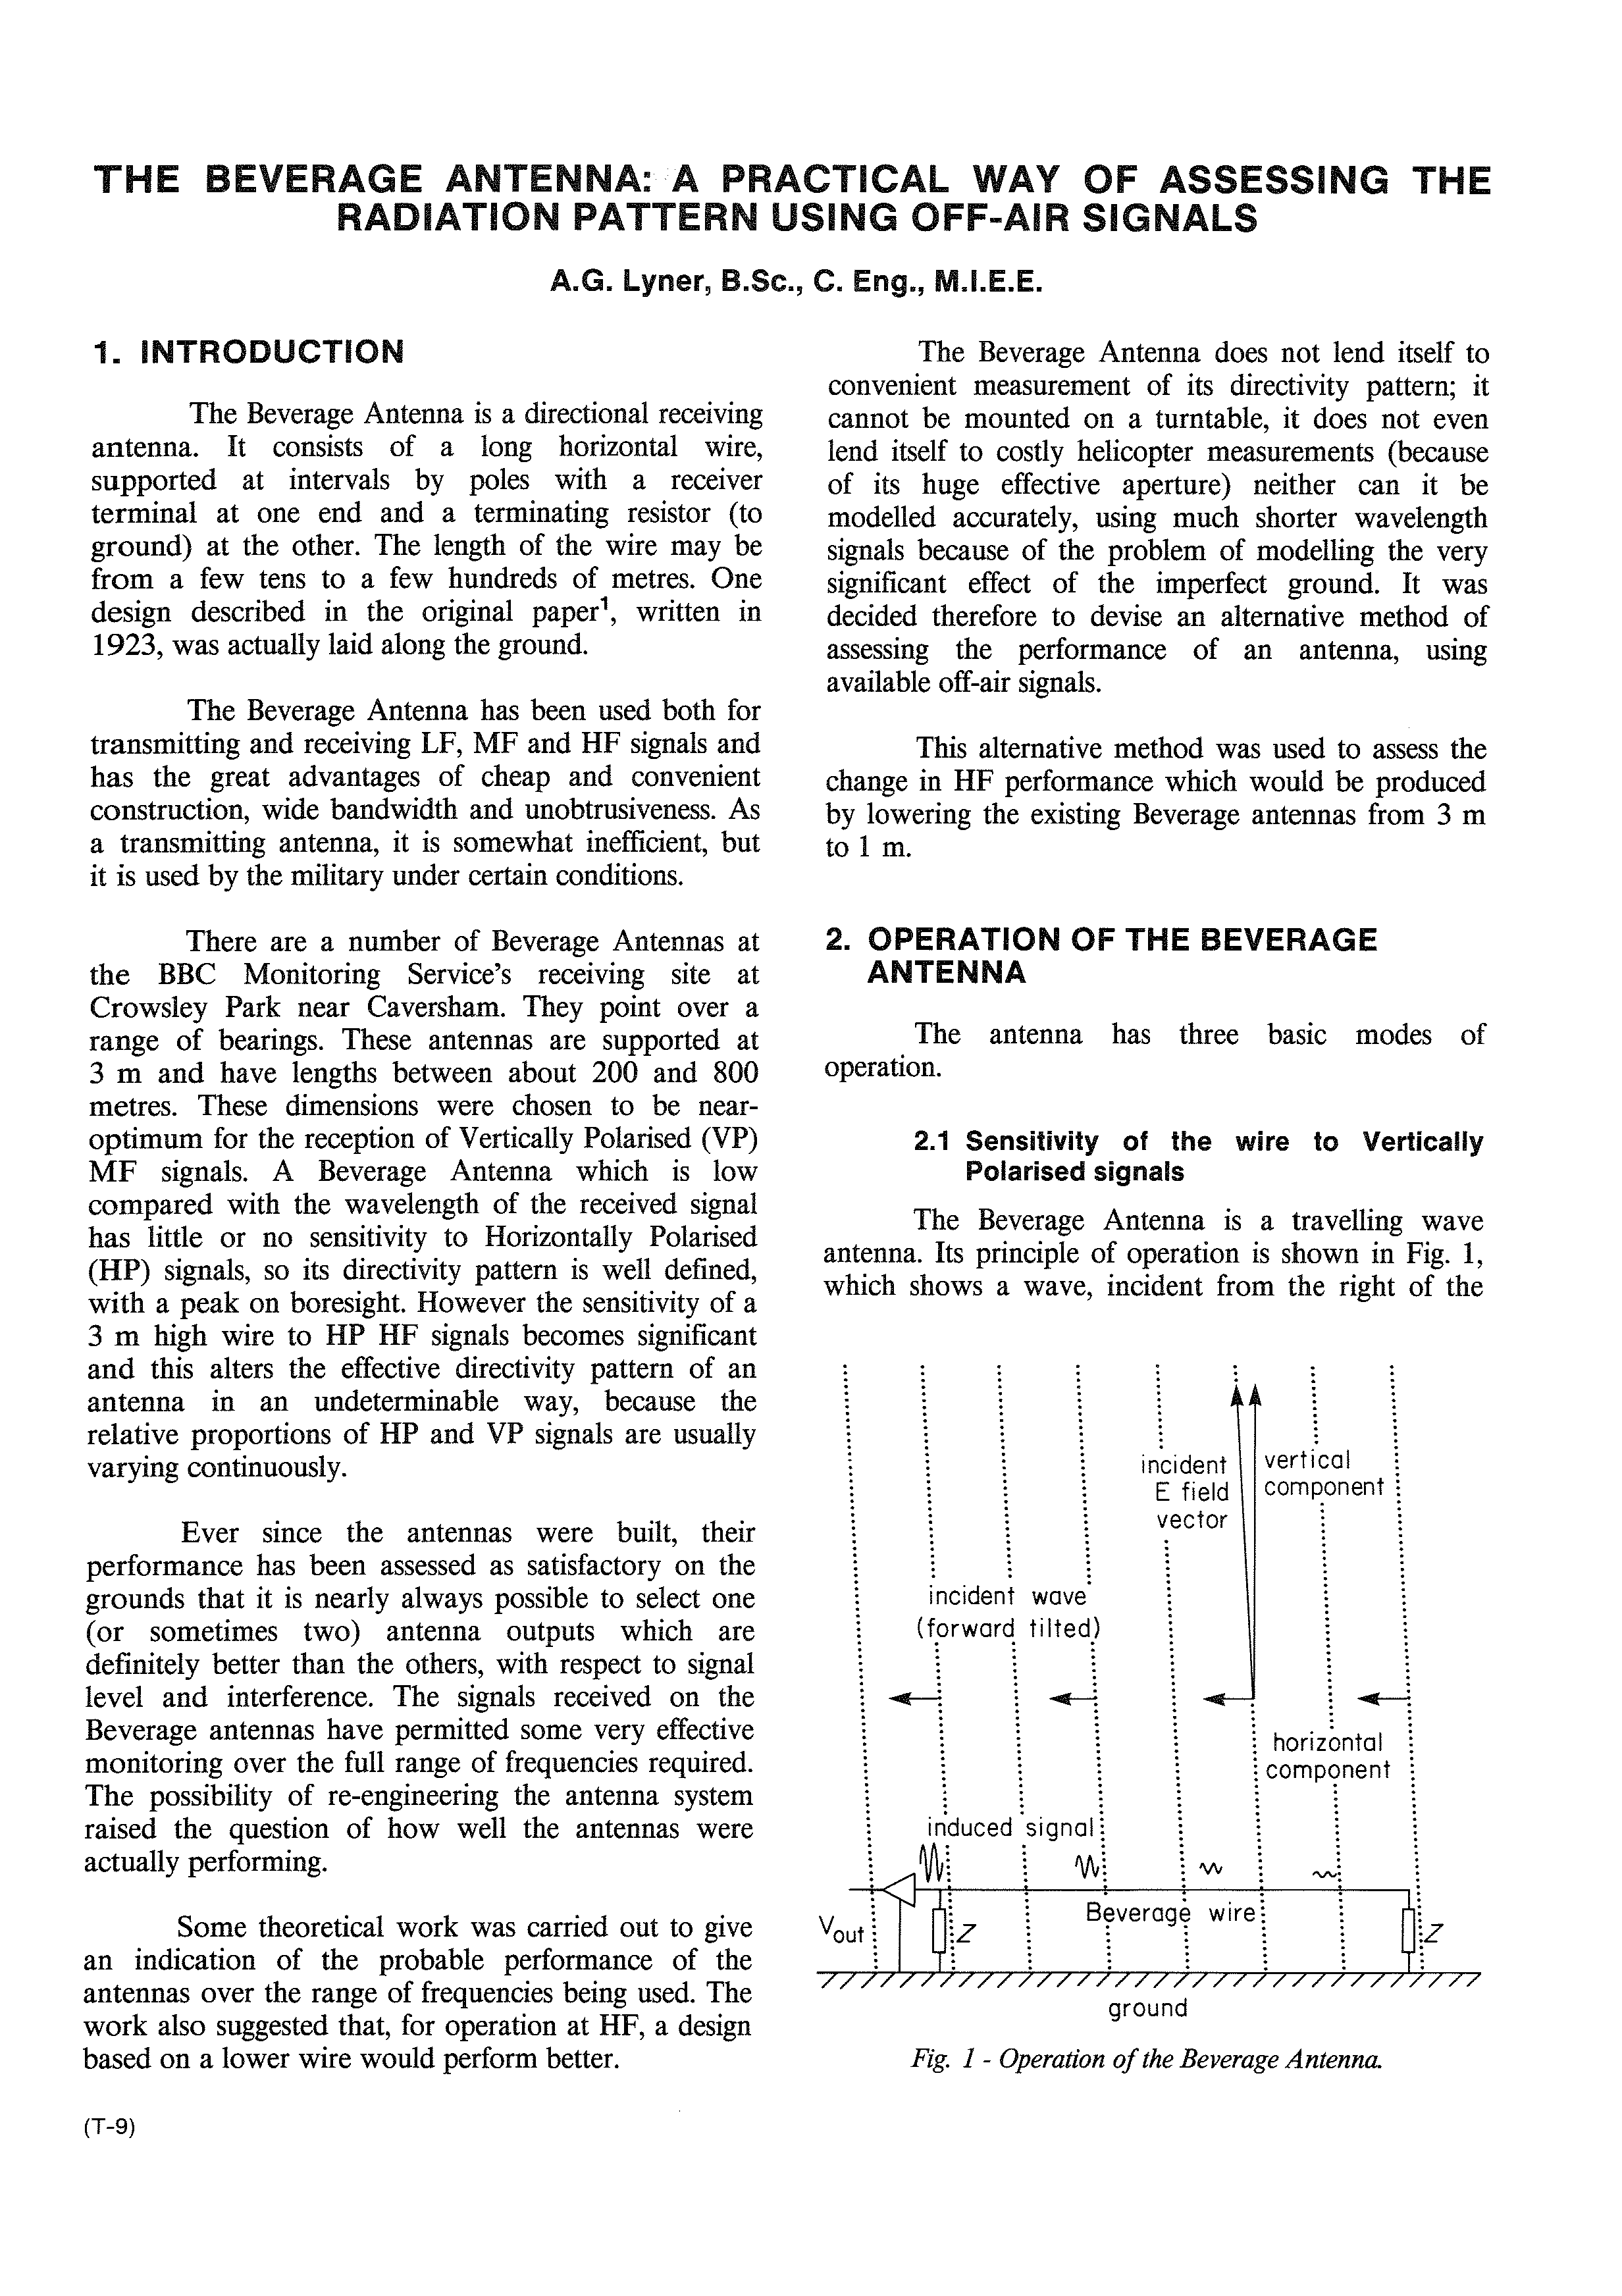 THE BEVERAGE ANTENNA: A PRACTICAL WAY OF ASSESSING THE
RADIATION PATTERN USING OFF-AIR SIGNALS
A.G. Lyner, B.Sc., C. Eng., M.I.E.E.
1. INTRODUCTION
The Beverage Antenna is a directional receiving
antenna. It consists of a long horizontal wire,
supported at intervals by poles with a receiver
terminal at one end and a terminating resistor (to
ground) at the other. The length of the wire may be
from a few tens to a few hundreds of metres. One
design described in the original paper¹, written in
1923, was actually laid along the ground.
The Beverage Antenna has been used both for
transmitting and receiving LF, MF and HF signals and
has the great advantages of cheap and convenient
construction, wide bandwidth and unobtrusiveness. As
a transmitting antenna, it is somewhat inefficient, but
it is used by the military under certain conditions.
There are a number of Beverage Antennas at
the BBC Monitoring Service's receiving site at
Crowsley Park near Caversham. They point over a
range of bearings. These antennas are supported at
3 m and have lengths between about 200 and 800
metres. These dimensions were chosen to be near-
optimum for the reception of Vertically Polarised (VP)
MF signals. A Beverage Antenna which is low
compared with the wavelength of the received signal
has little or no sensitivity to Horizontally Polarised
(HP) signals, so its directivity pattern is well defined,
with a peak on boresight. However the sensitivity of a
3 m high wire to HP HF signals becomes significant
and this alters the effective directivity pattern of an
antenna in an undeterminable way, because the
relative proportions of HP and VP signals are usually
varying continuously.
Ever since the antennas were built, their
performance has been assessed as satisfactory on the
grounds that it is nearly always possible to select one
(or sometimes two) antenna outputs which are
definitely better than the others, with respect to signal
level and interference. The signals received on the
Beverage antennas have permitted some very effective
monitoring over the full range of frequencies required.
The possibility of re-engineering the antenna system
raised the question of how well the antennas were
actually performing.
Some theoretical work was carried out to give
an indication of the probable performance of the
antennas over the range of frequencies being used. The
work also suggested that, for operation at HF, a design
based on a lower wire would perform better.
The Beverage Antenna does not lend itself to
convenient measurement of its directivity pattern; it
cannot be mounted on a turntable, it does not even
lend itself to costly helicopter measurements (because
of its huge effective aperture) neither can it be
modelled accurately, using much shorter wavelength
signals because of the problem of modelling the very
significant effect of the imperfect ground. It was
decided therefore to devise an alternative method of
assessing the performance of an antenna, using
available off-air signals.
This alternative method was used to assess the
change in HF performance which would be produced
by lowering the existing Beverage antennas from 3 m
to 1 m.
2. OPERATION OF THE BEVERAGE
ANTENNA
The antenna has three basic modes of
operation.
2.1 Sensitivity of the wire to Vertically
Polarised signals
The Beverage Antenna is a travelling wave
antenna. Its principle of operation is shown in Fig. 1,
which shows a wave, incident from the right of the
incident
E field
vector
vertical
component
incident wave
(forward tilted)
horizontal
component
induced signal
Beverage wire
Vout
Z
Z
ground
Fig. 1 - Operation of the Beverage Antenna.
(T-9)